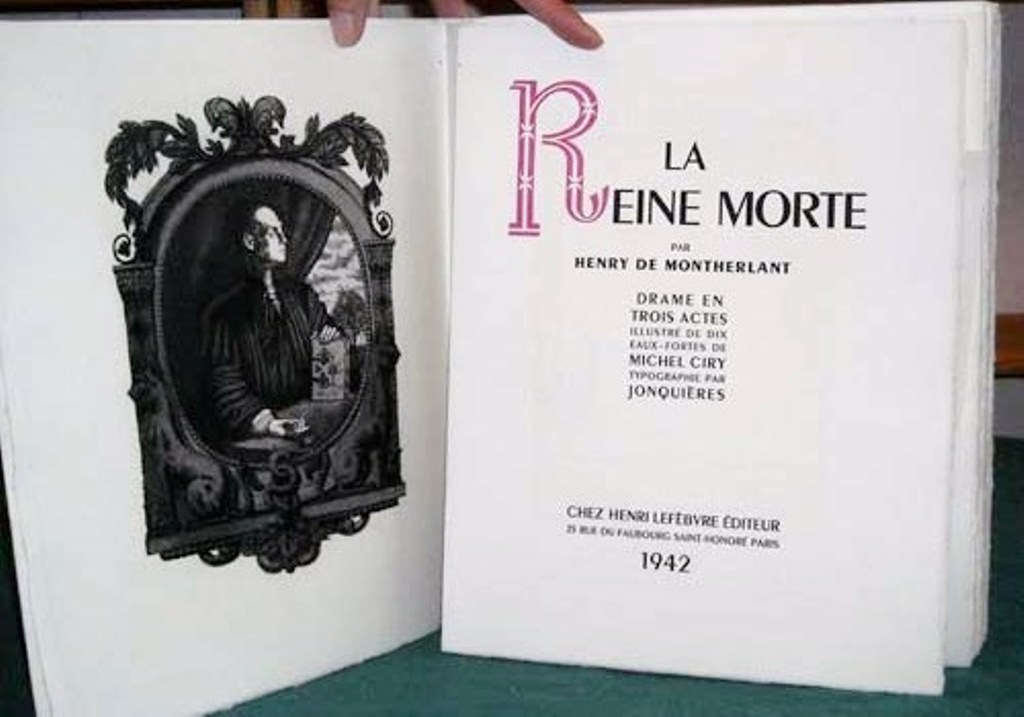 LA
REINE MORTE
PAR
HENRY DE MONTHERLANT
DRAME EN
TROIS ACTES
ILLUSTRÉ DE DIX
EAUX-FORTES DE
MICHEL CIRY
TYPOGRAPHIE PAR
JONQUIÈRES
CHEZ HENRI LEFÈBVRE ÉDITEUR
25 RUE DU FAUBOURG SAINT-HONORÉ PARIS
1942